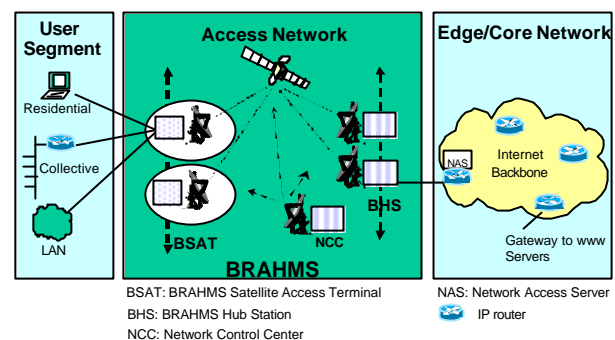 User
Segment
Access Network
Edge/Core Network
Residential
Collective
LAN
BSAT
NCC
BHS
BRAHMS
NAS
Internet
Backbone
Gateway to www
Servers
BSAT: BRAHMS Satellite Access Terminal
BHS: BRAHMS Hub Station
NCC: Network Control Center
NAS: Network Access Server
IP router